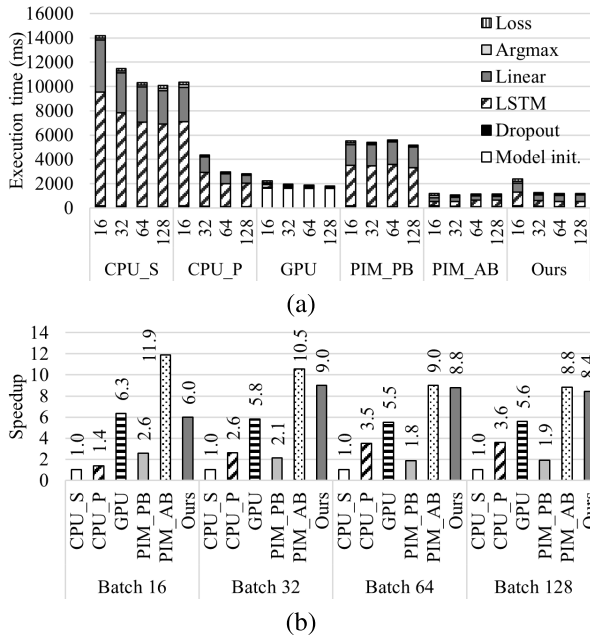 (a)
Execution time (ms)
16000
14000
12000
10000
8000
6000
4000
2000
0
Loss
Argmax
Linear
LSTM
Dropout
Model init.
16 32 64 128 16 32 64 128 16 32 64 128 16 32 64 128 16 32 64 128 16 32 64 128
CPU_S CPU_P GPU PIM_PB PIM_AB Ours
(a)
Speedup
14
12
10
8
6
4
2
0
1.0 1.4 6.3 2.6 11.9 6.0 1.0 2.6 5.8 2.1 10.5 9.0 1.0 3.5 5.5 1.8 9.0 8.8 1.0 3.6 5.6 1.9 8.8 8.4
CPU_S CPU_P GPU PIM_PB PIM_AB Ours CPU_S CPU_P GPU PIM_PB PIM_AB Ours CPU_S CPU_P GPU PIM_PB PIM_AB Ours CPU_S CPU_P GPU PIM_PB PIM_AB Ours
Batch 16 Batch 32 Batch 64 Batch 128
(b)